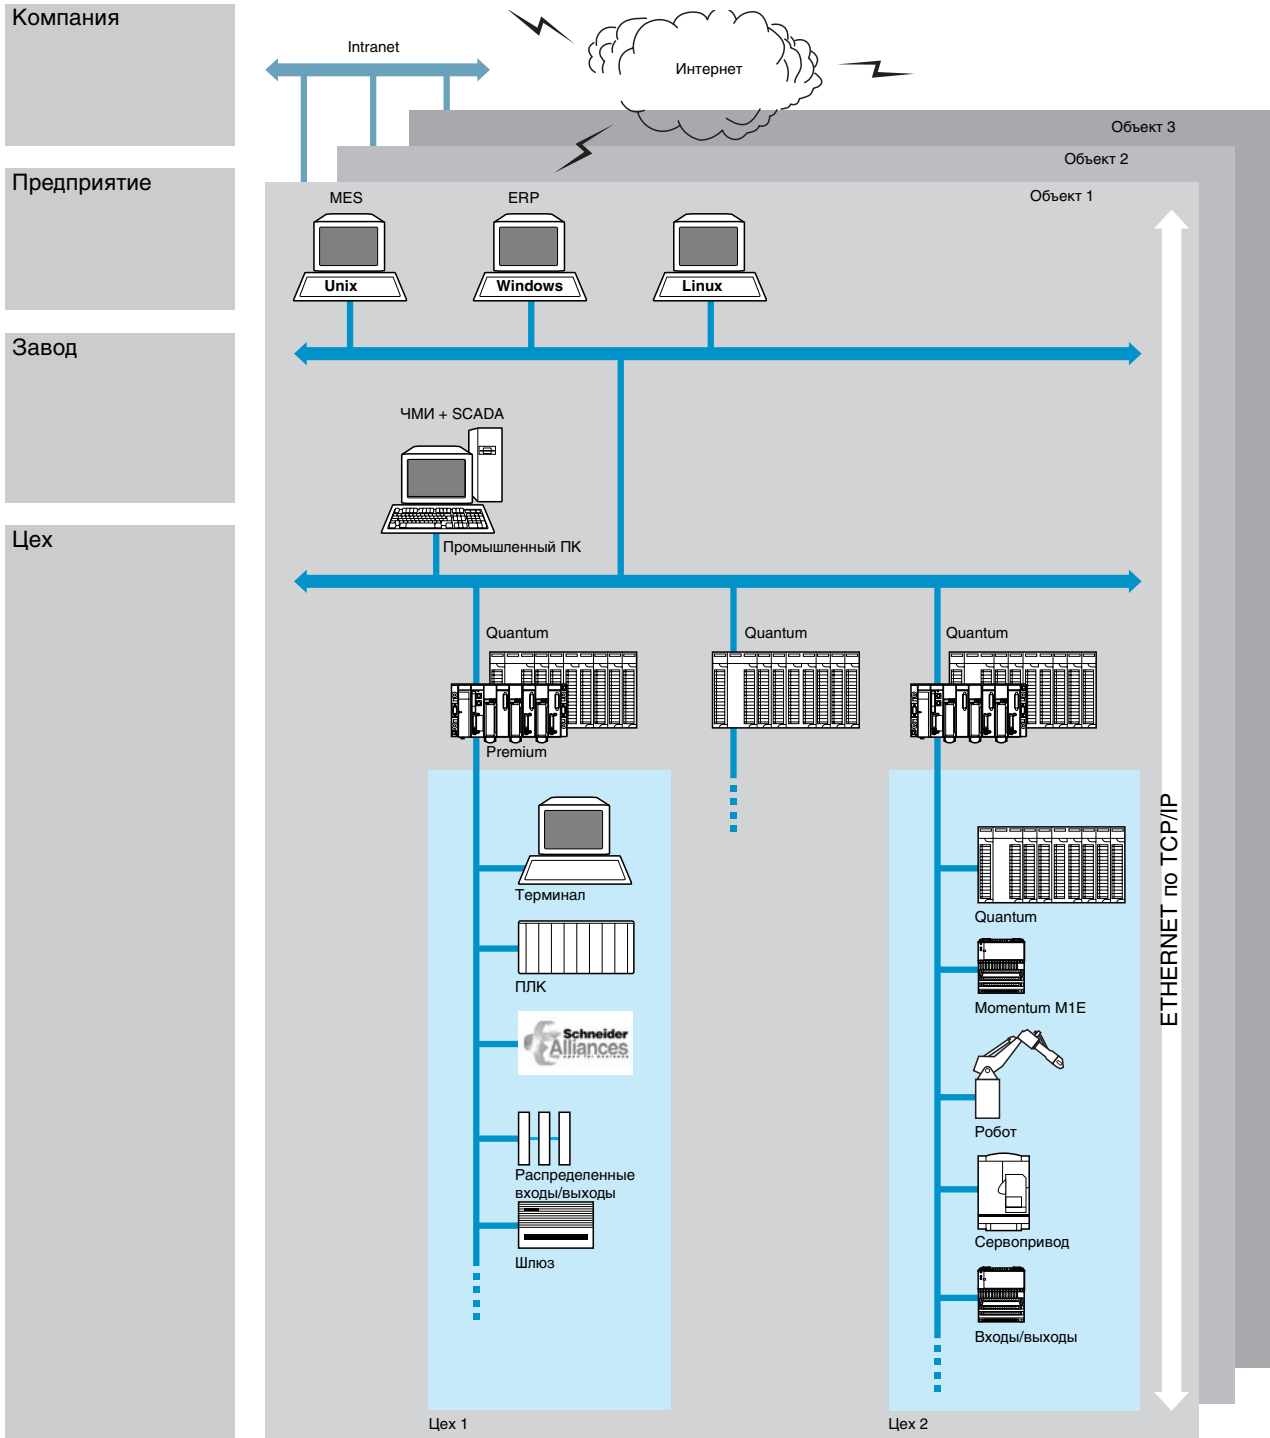 Компания
Intranet
Интернет
Объект 3
Объект 2
Предприятие
Объект 1
MES
ERP
Unix
Windows
Linux
Завод
ЧМИ + SCADA
Цех
Промышленный ПК
Quantum
Quantum
Quantum
Premium
ETHERNET по TCP/IP
Терминал
Quantum
ПЛК
Momentum M1E
Schneider
Alliances
Робот
Распределенные
входы/выходы
Сервопривод
Шлюз
Входы/выходы
Цех 1
Цех 2